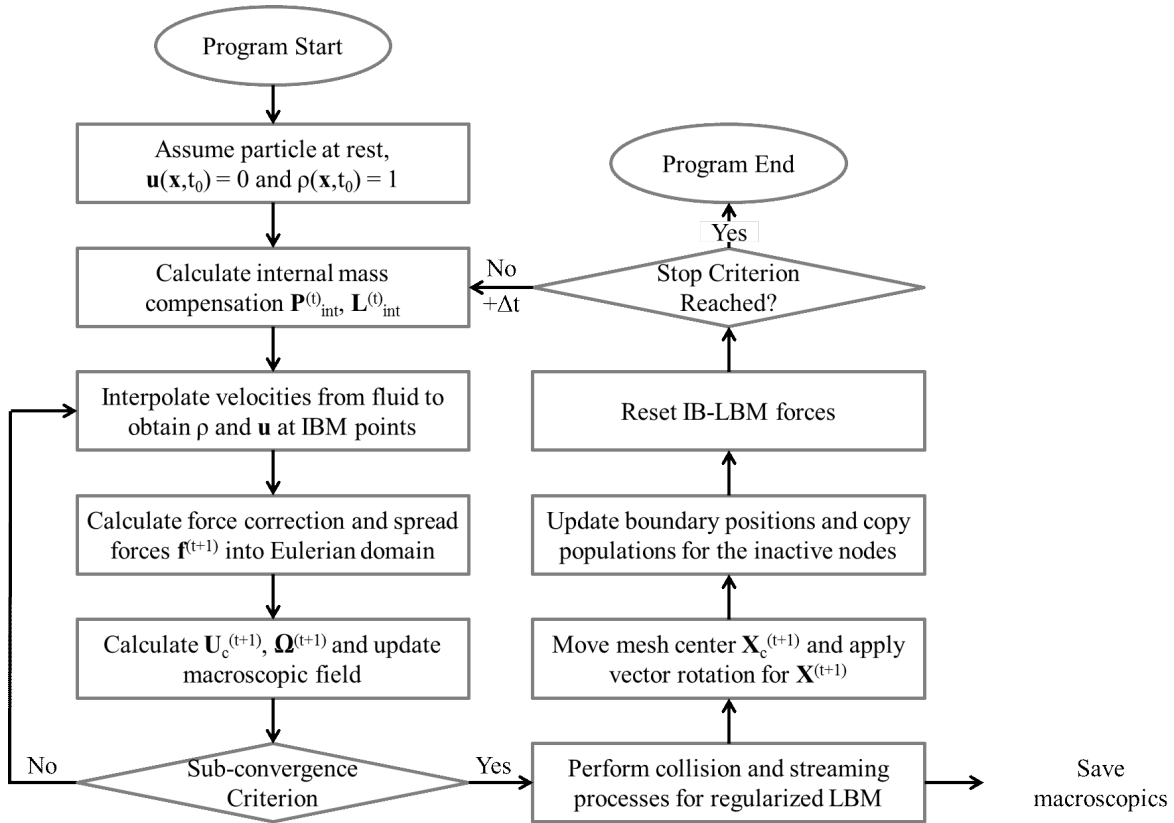 Program Start
Assume particle at rest,
u(x,t₀) = 0 and ρ(x,t₀) = 1
Calculate internal mass
compensation P⁽ᵗ⁾int, L⁽ᵗ⁾int
Interpolate velocities from fluid to
obtain ρ and u at IBM points
Calculate force correction and spread
forces f⁽ᵗ⁺¹⁾ into Eulerian domain
Calculate Uc⁽ᵗ⁺¹⁾, Ω⁽ᵗ⁺¹⁾ and update
macroscopic field
No
Sub-convergence
Criterion
Yes
Perform collision and streaming
processes for regularized LBM
Save
macroscopics
Move mesh center Xc⁽ᵗ⁺¹⁾ and apply
vector rotation for X⁽ᵗ⁺¹⁾
Update boundary positions and copy
populations for the inactive nodes
Reset IB-LBM forces
Stop Criterion
Reached?
No
+Δt
Yes
Program End